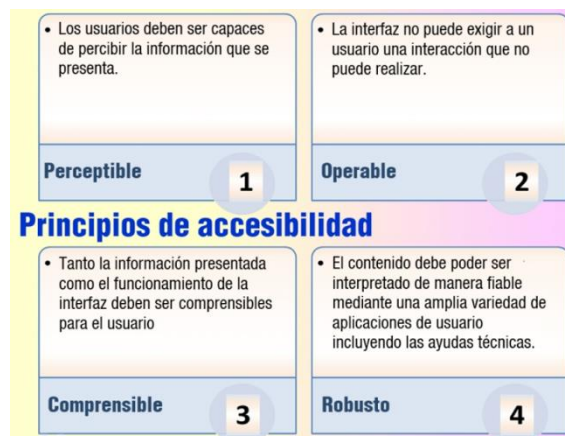 • Los usuarios deben ser capaces
de percibir la información que se
presenta.
Perceptible
1
• La interfaz no puede exigir a un
usuario una interacción que no
puede realizar.
Operable
2
Principios de accesibilidad
• Tanto la información presentada
como el funcionamiento de la
interfaz deben ser comprensibles
para el usuario
Comprensible
3
• El contenido debe poder ser
interpretado de manera fiable
mediante una amplia variedad de
aplicaciones de usuario
incluyendo las ayudas técnicas.
Robusto
4